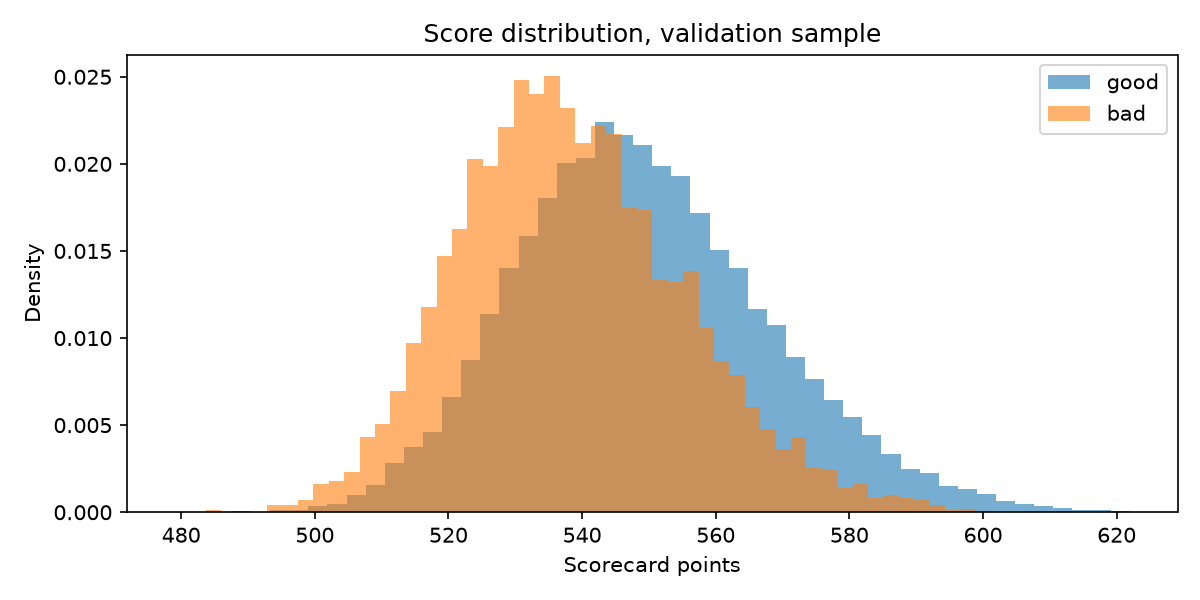 Score distribution, validation sample
good
bad
Density
0.025
0.020
0.015
0.010
0.005
0.000
480 500 520 540 560 580 600 620
Scorecard points